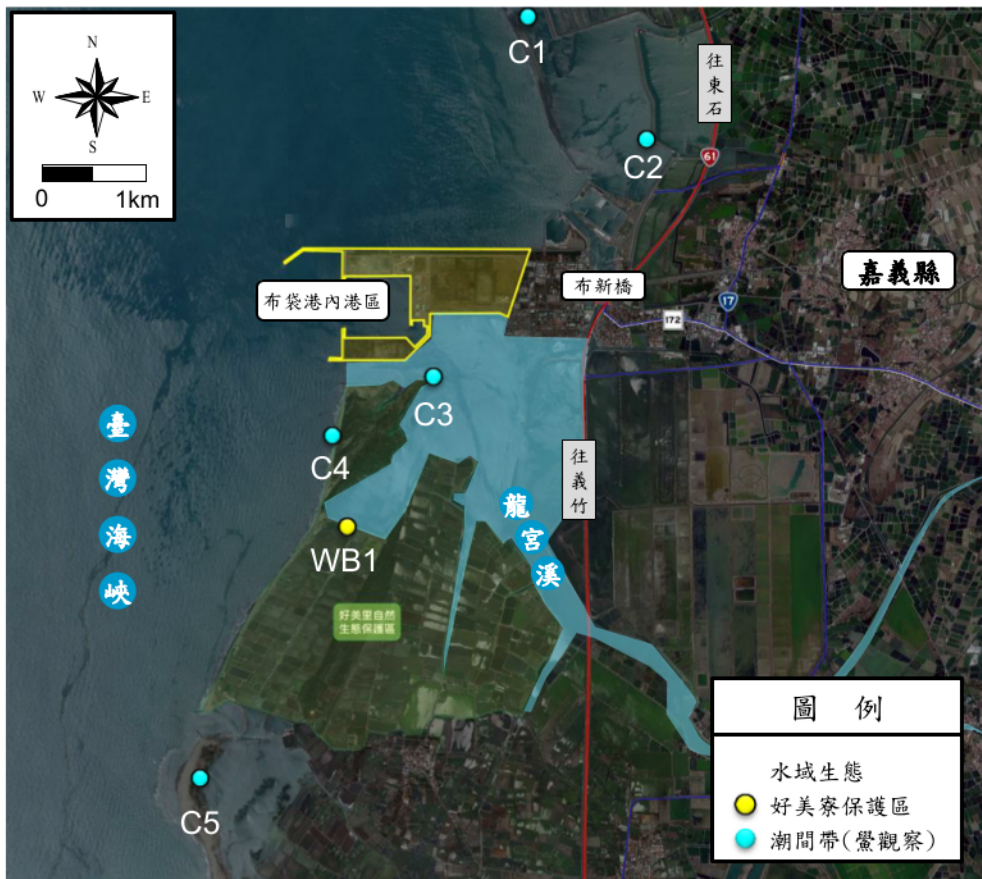 N
W E
S
0 1km
C1
往東石
C2
61
嘉義縣
布袋港內港區
布新橋
17
172
C3
臺灣海峽
C4
往義竹
龍宮溪
WB1
好美里自然
生態保護區
C5
圖 例
水域生態
好美寮保護區
潮間帶(鱟觀察)